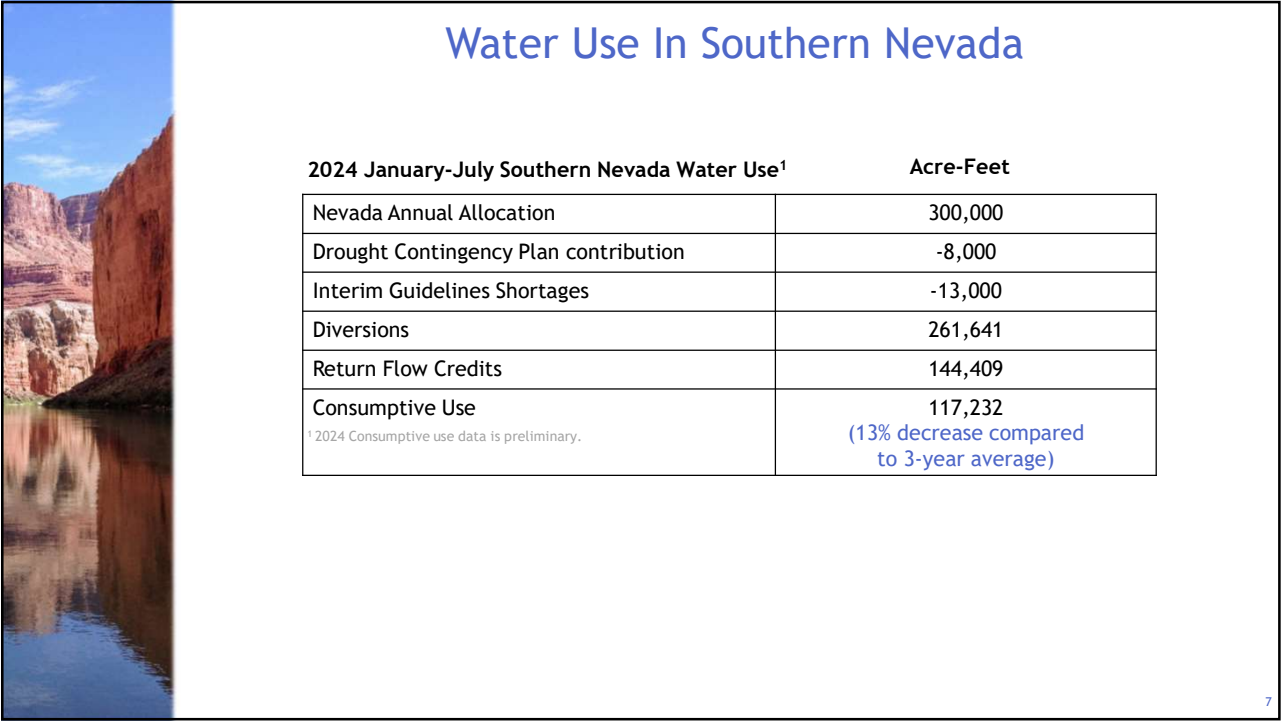 Water Use In Southern Nevada
2024 January-July Southern Nevada Water Use¹ Acre-Feet
Nevada Annual Allocation 300,000
Drought Contingency Plan contribution -8,000
Interim Guidelines Shortages -13,000
Diversions 261,641
Return Flow Credits 144,409
Consumptive Use 117,232
¹ 2024 Consumptive use data is preliminary. (13% decrease compared
to 3-year average)
7